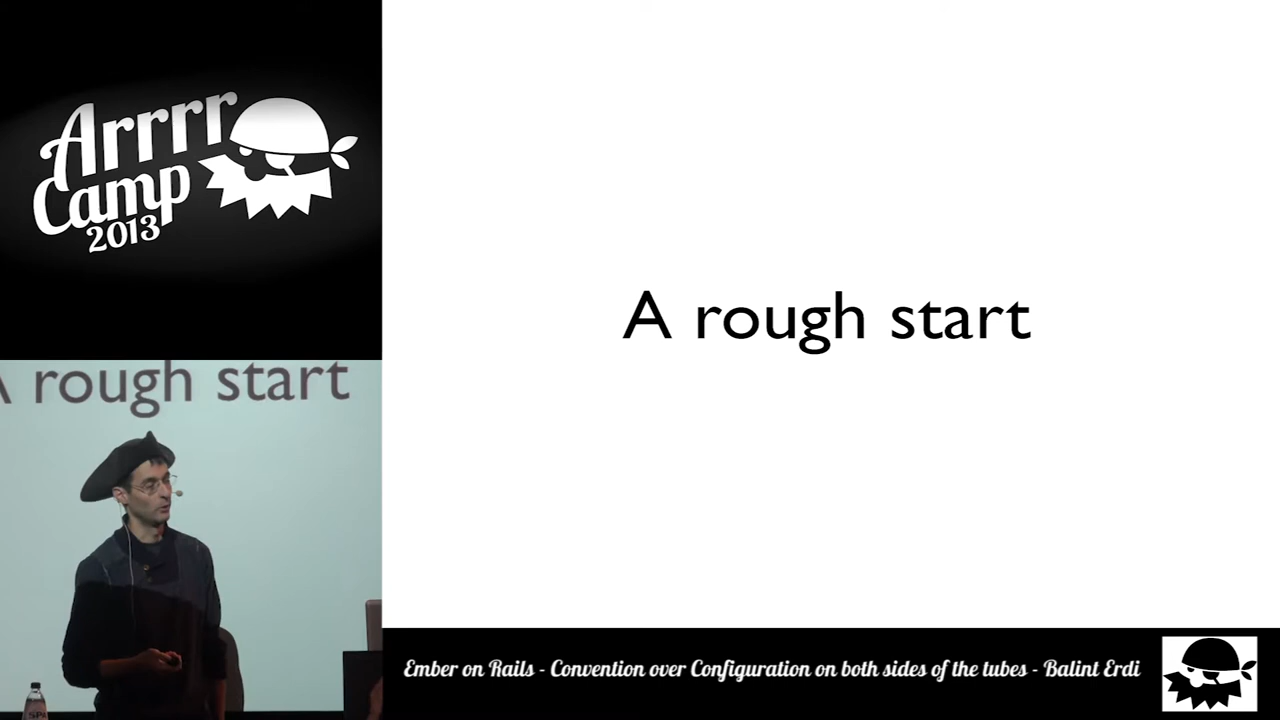 Arrrr
Camp
2013
A rough start
A rough start
Ember on Rails - Convention over Configuration on both sides of the tubes - Balint Erdi
SPA